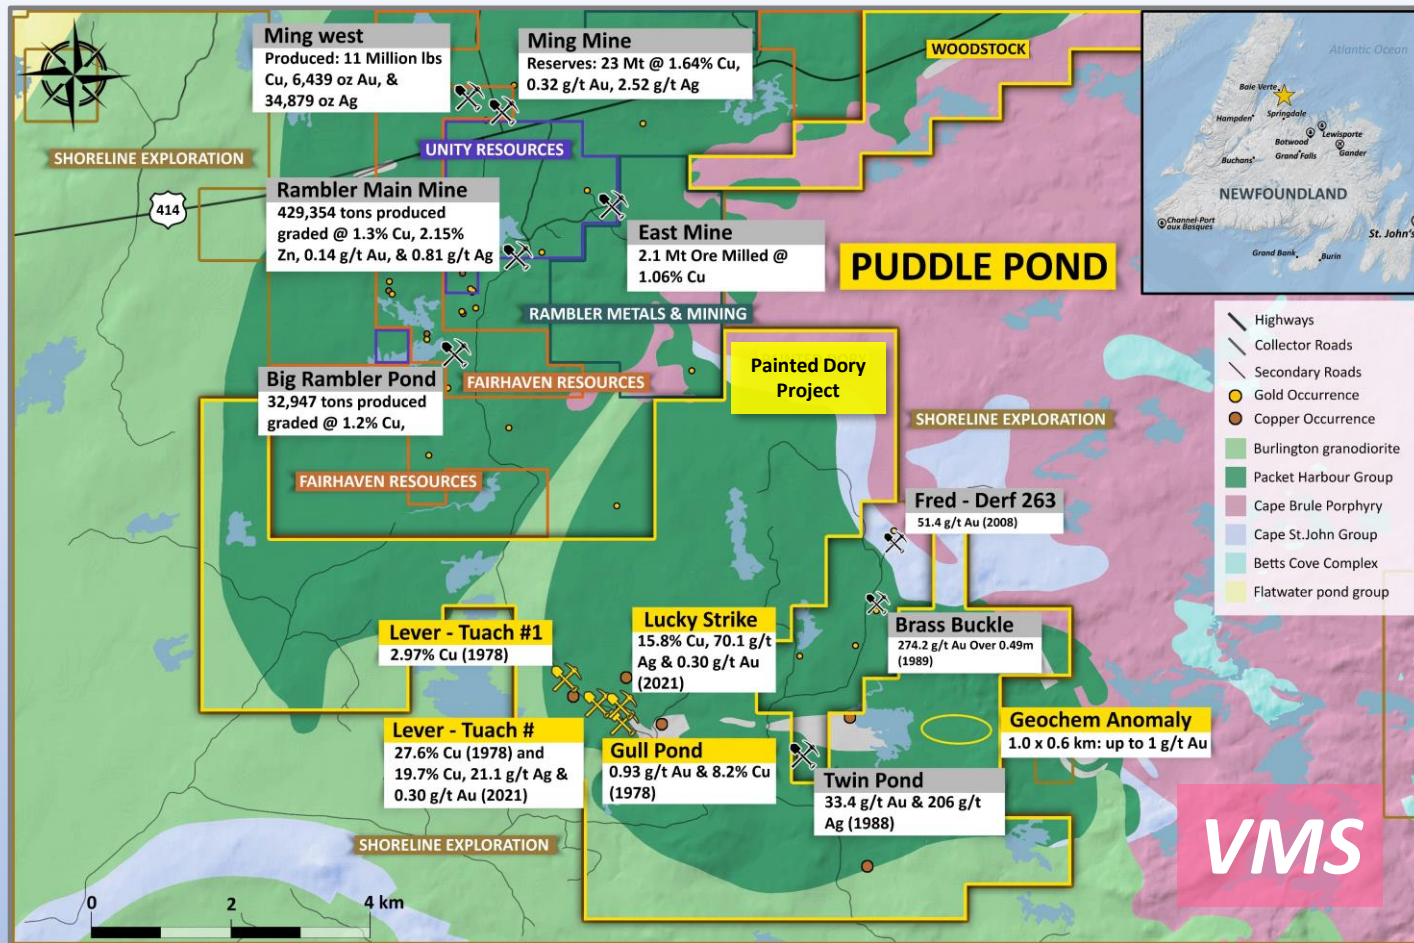 Ming west
Produced: 11 Million lbs
Cu, 6,439 oz Au, &
34,879 oz Ag
Ming Mine
Reserves: 23 Mt @ 1.64% Cu,
0.32 g/t Au, 2.52 g/t Ag
WOODSTOCK
Atlantic Ocean
Baie Verte
Springdale
Hampden
Lewisporte
Botwood
Buchans
Grand Falls
Gander
NEWFOUNDLAND
Channel-Port
aux Basques
St. John's
Grand Bank
Burin
SHORELINE EXPLORATION
UNITY RESOURCES
414
Rambler Main Mine
429,354 tons produced
graded @ 1.3% Cu, 2.15%
Zn, 0.14 g/t Au, & 0.81 g/t Ag
East Mine
2.1 Mt Ore Milled @
1.06% Cu
PUDDLE POND
RAMBLER METALS & MINING
Highways
Collector Roads
Secondary Roads
Gold Occurrence
Copper Occurrence
Burlington granodiorite
Packet Harbour Group
Cape Brule Porphyry
Cape St.John Group
Betts Cove Complex
Flatwater pond group
Painted Dory
Project
Big Rambler Pond
32,947 tons produced
graded @ 1.2% Cu,
FAIRHAVEN RESOURCES
SHORELINE EXPLORATION
FAIRHAVEN RESOURCES
Fred - Derf 263
51.4 g/t Au (2008)
Lever - Tuach #1
2.97% Cu (1978)
Lucky Strike
15.8% Cu, 70.1 g/t
Ag & 0.30 g/t Au
(2021)
Brass Buckle
274.2 g/t Au Over 0.49m
(1989)
Lever - Tuach #
27.6% Cu (1978) and
19.7% Cu, 21.1 g/t Ag &
0.30 g/t Au (2021)
Gull Pond
0.93 g/t Au & 8.2% Cu
(1978)
Geochem Anomaly
1.0 x 0.6 km: up to 1 g/t Au
Twin Pond
33.4 g/t Au & 206 g/t
Ag (1988)
SHORELINE EXPLORATION
VMS
0 2 4 km